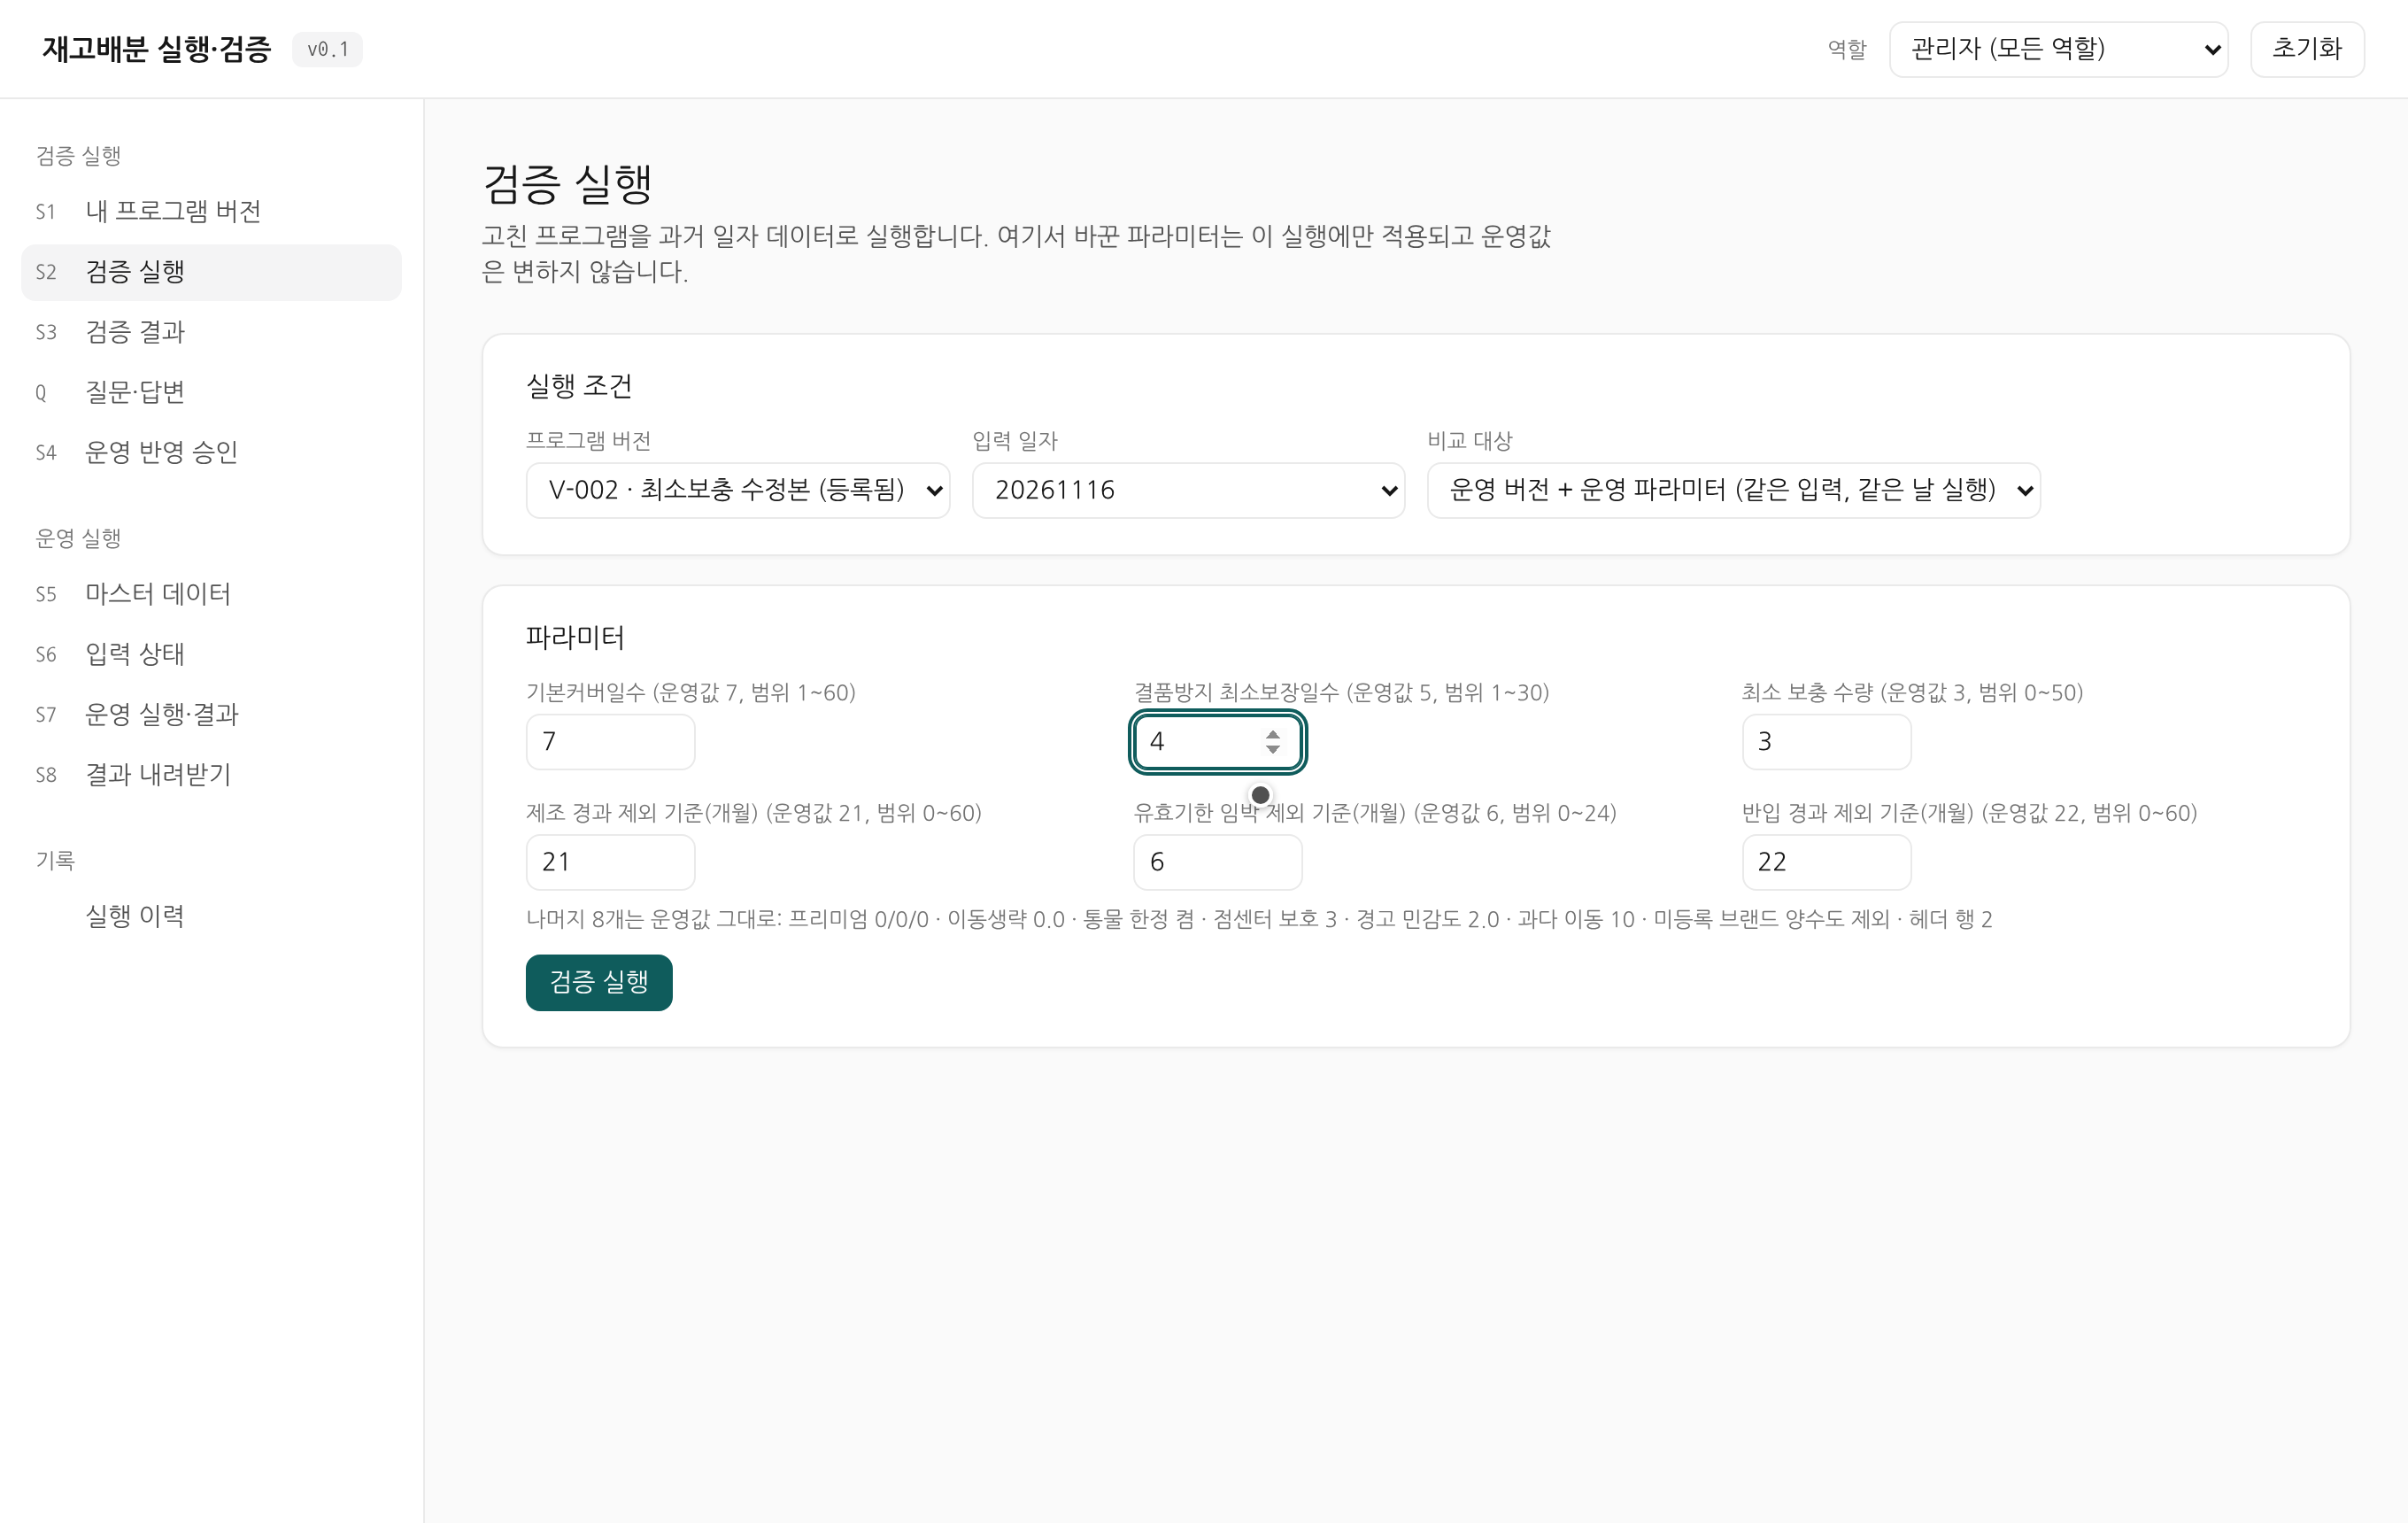 재고배분 실행·검증 v0.1
역할 관리자 (모든 역할) 초기화
검증 실행
S1 내 프로그램 버전
S2 검증 실행
S3 검증 결과
Q 질문·답변
S4 운영 반영 승인
운영 실행
S5 마스터 데이터
S6 입력 상태
S7 운영 실행·결과
S8 결과 내려받기
기록
실행 이력
검증 실행
고친 프로그램을 과거 일자 데이터로 실행합니다. 여기서 바꾼 파라미터는 이 실행에만 적용되고 운영값
은 변하지 않습니다.
실행 조건
프로그램 버전 입력 일자 비교 대상
V-002 · 최소보충 수정본 (등록됨) 20261116 운영 버전 + 운영 파라미터 (같은 입력, 같은 날 실행)
파라미터
기본커버일수 (운영값 7, 범위 1~60) 결품방지 최소보장일수 (운영값 5, 범위 1~30) 최소 보충 수량 (운영값 3, 범위 0~50)
7 4 3
제조 경과 제외 기준(개월) (운영값 21, 범위 0~60) 유효기한 임박 제외 기준(개월) (운영값 6, 범위 0~24) 반입 경과 제외 기준(개월) (운영값 22, 범위 0~60)
21 6 22
나머지 8개는 운영값 그대로: 프리미엄 0/0/0 · 이동생략 0.0 · 통물 한정 켬 · 점센터 보호 3 · 경고 민감도 2.0 · 과다 이동 10 · 미등록 브랜드 양수도 제외 · 헤더 행 2
검증 실행